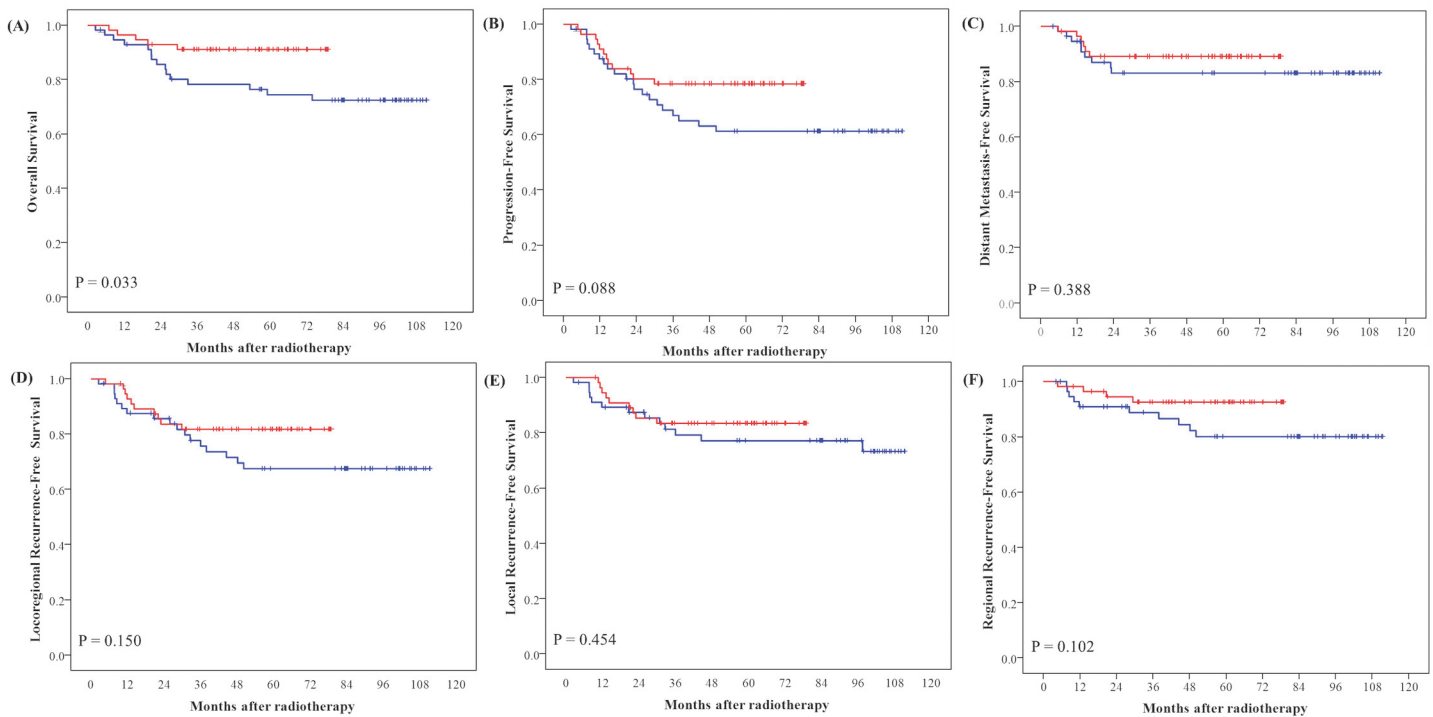 (A)
Overall Survival
1.0
0.8
0.6
0.4
0.2
0.0
P = 0.033
0 12 24 36 48 60 72 84 96 108 120
Months after radiotherapy
(B)
Progression-Free Survival
1.0
0.8
0.6
0.4
0.2
0.0
P = 0.088
0 12 24 36 48 60 72 84 96 108 120
Months after radiotherapy
(C)
Distant Metastasis-Free Survival
1.0
0.8
0.6
0.4
0.2
0.0
P = 0.388
0 12 24 36 48 60 72 84 96 108 120
Months after radiotherapy
(D)
Locoregional Recurrence-Free Survival
1.0
0.8
0.6
0.4
0.2
0.0
P = 0.150
0 12 24 36 48 60 72 84 96 108 120
Months after radiotherapy
(E)
Local Recurrence-Free Survival
1.0
0.8
0.6
0.4
0.2
0.0
P = 0.454
0 12 24 36 48 60 72 84 96 108 120
Months after radiotherapy
(F)
Regional Recurrence-Free Survival
1.0
0.8
0.6
0.4
0.2
0.0
P = 0.102
0 12 24 36 48 60 72 84 96 108 120
Months after radiotherapy